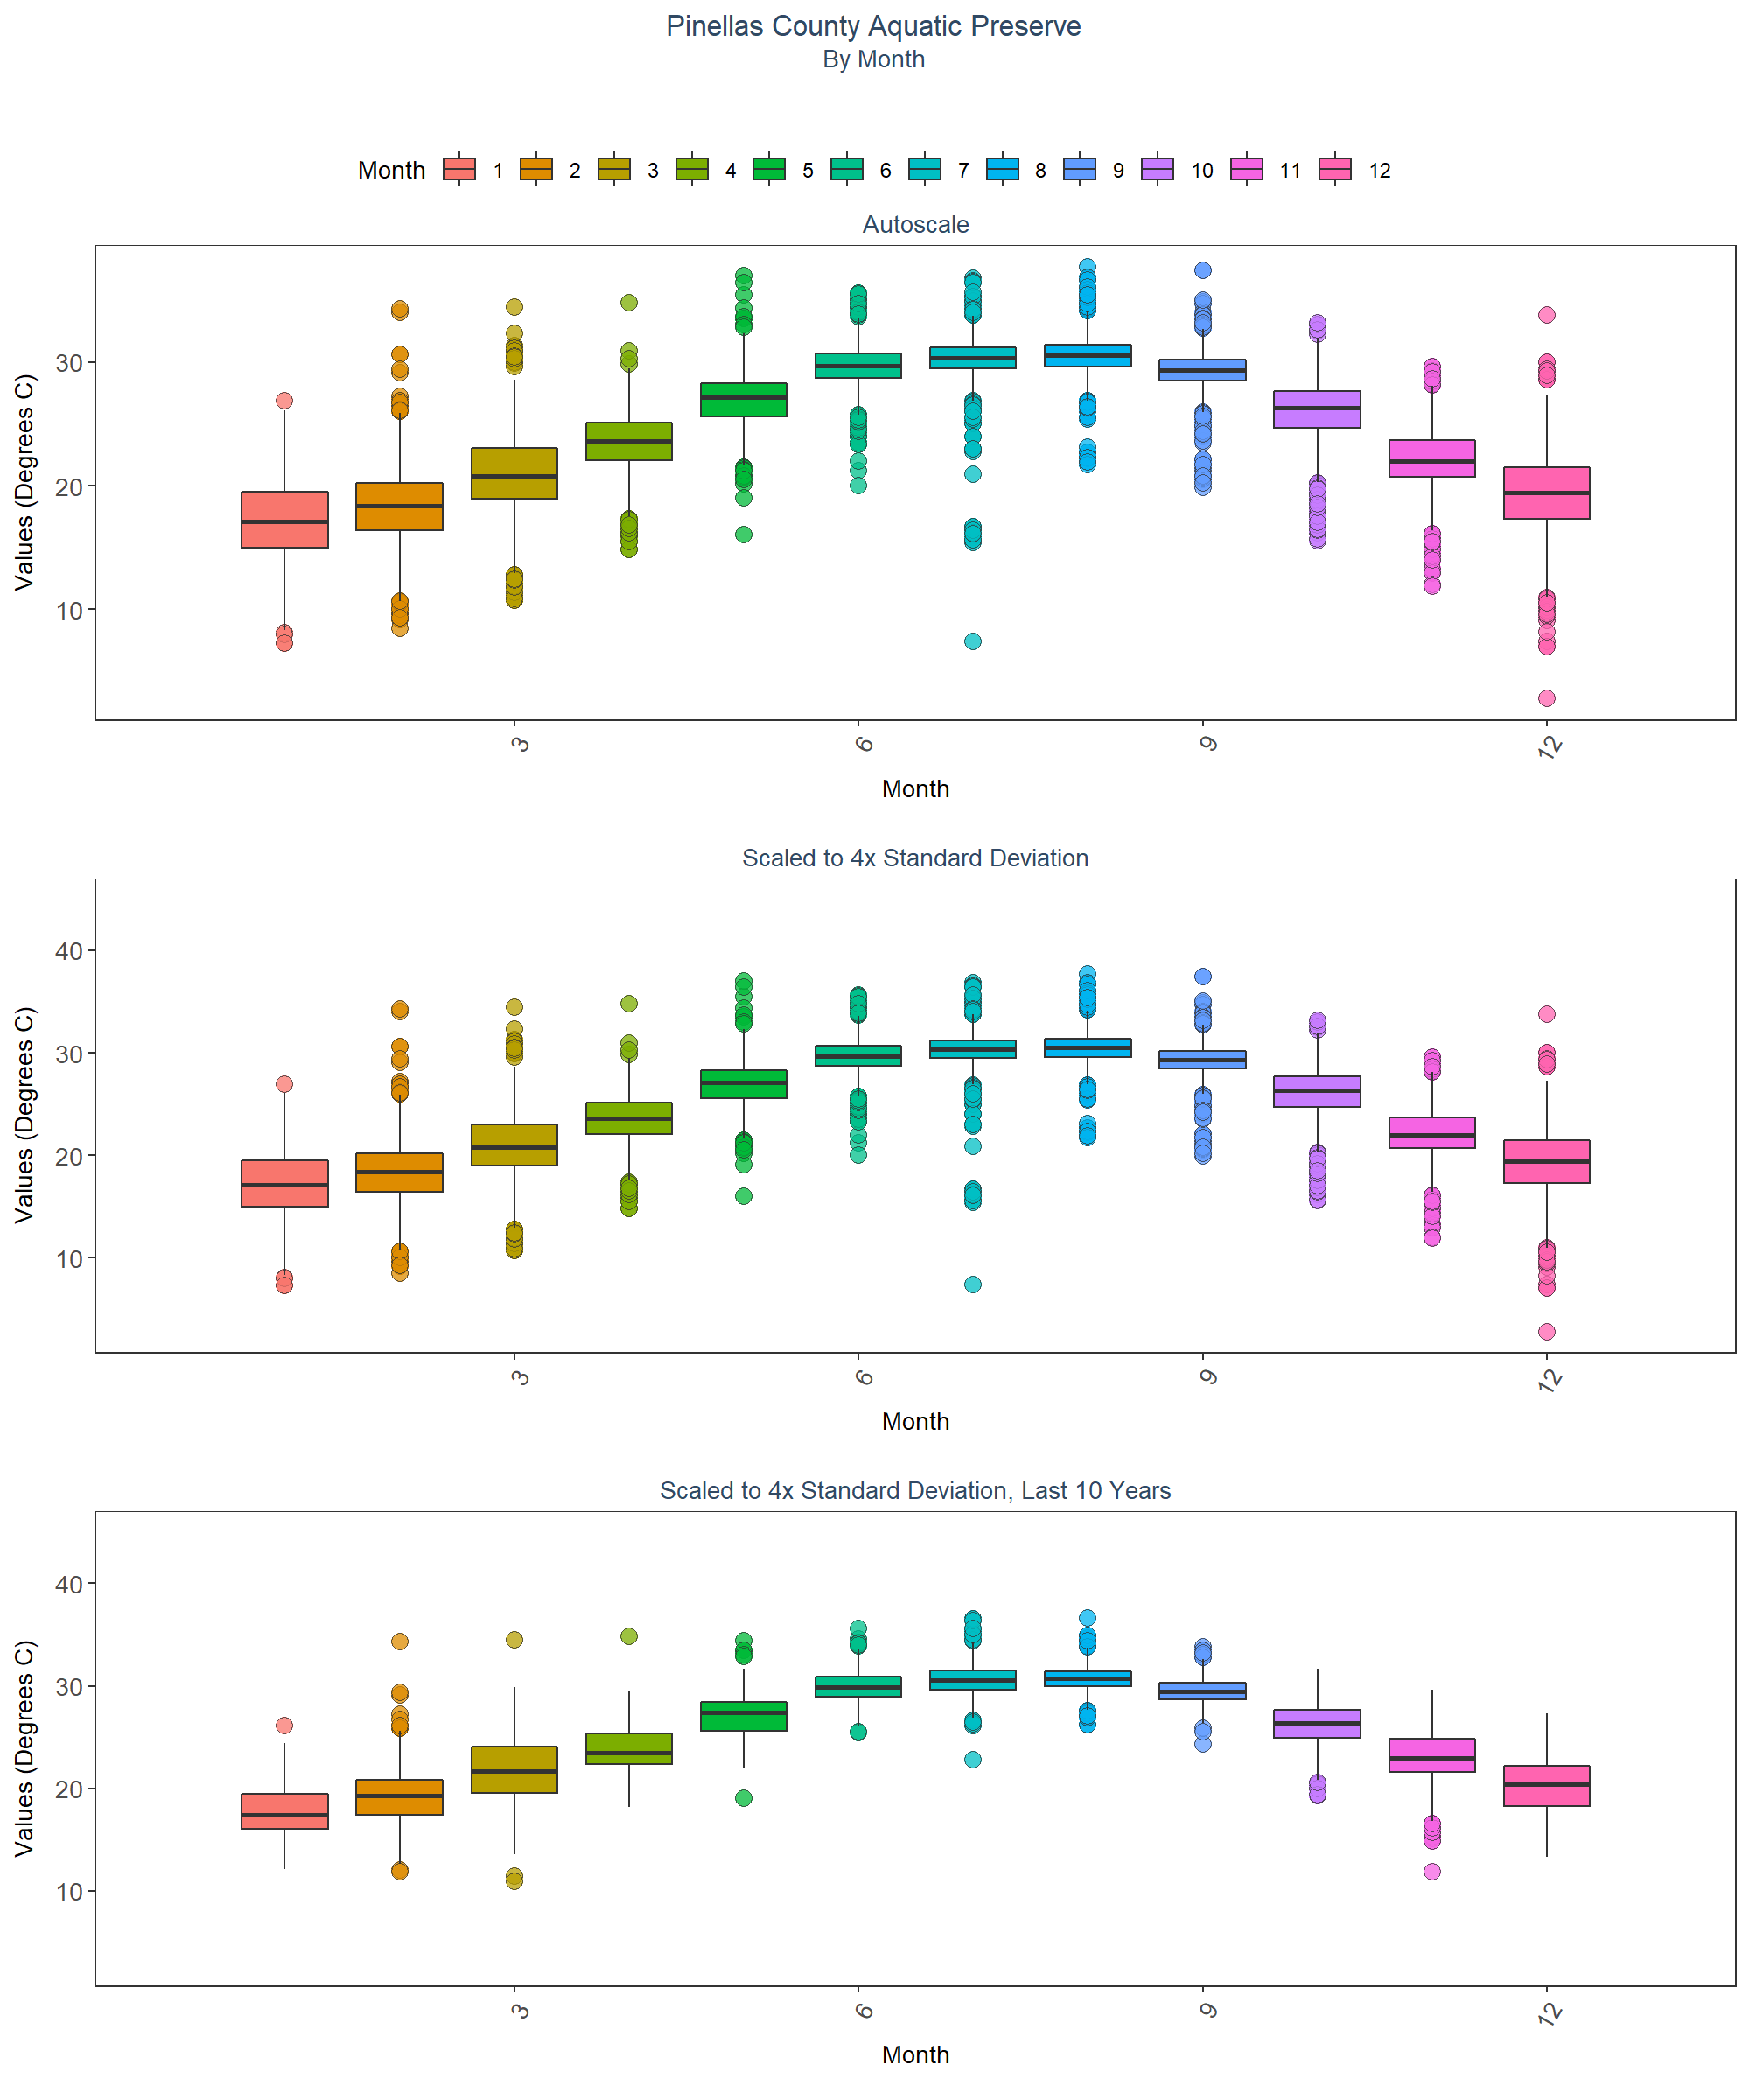 Pinellas County Aquatic Preserve
By Month
Month 1 2 3 4 5 6 7 8 9 10 11 12
Autoscale
Values (Degrees C)
30
20
10
3 6 9 12
Month
Scaled to 4x Standard Deviation
Values (Degrees C)
40
30
20
10
3 6 9 12
Month
Scaled to 4x Standard Deviation, Last 10 Years
Values (Degrees C)
40
30
20
10
3 6 9 12
Month